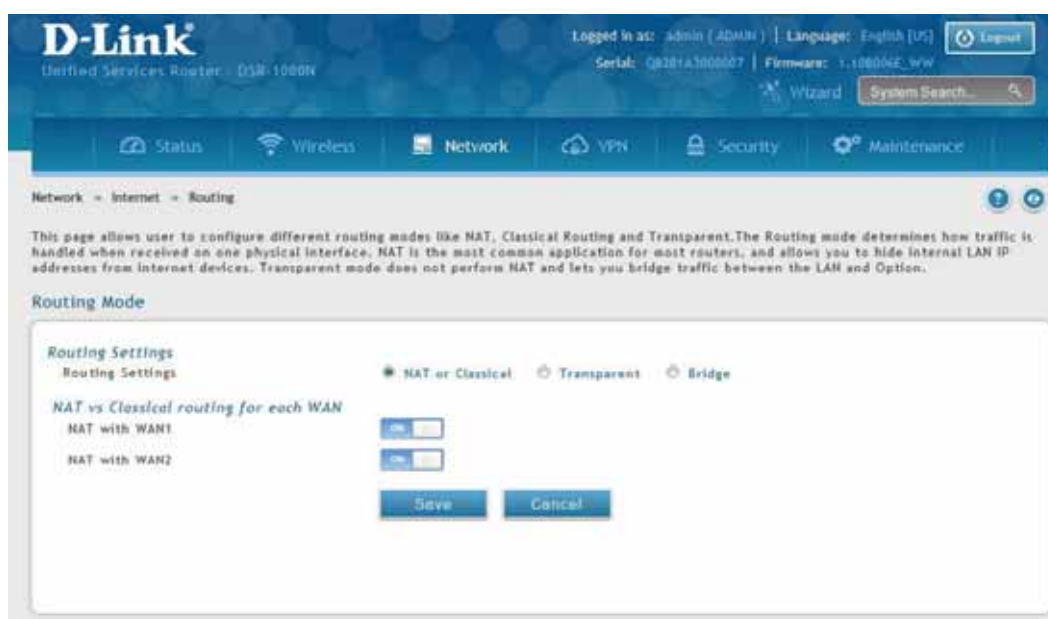 D-Link
Unified Services Router - DSR-1000N
Logged in as: admin ( ADMIN ) | Language: English [US]
Logout
Serial: | Firmware:
Wizard
System Search...
Status
Wireless
Network
VPN
Security
Maintenance
Network » Internet » Routing
This page allows user to configure different routing modes like NAT, Classical Routing and Transparent.The Routing mode determines how traffic is
handled when received on one physical interface. NAT is the most common application for most routers, and allows you to hide internal LAN IP
addresses from internet devices. Transparent mode does not perform NAT and lets you bridge traffic between the LAN and Option.
Routing Mode
Routing Settings
Routing Settings
NAT or Classical
Transparent
Bridge
NAT vs Classical routing for each WAN
NAT with WAN1
ON
NAT with WAN2
ON
Save
Cancel